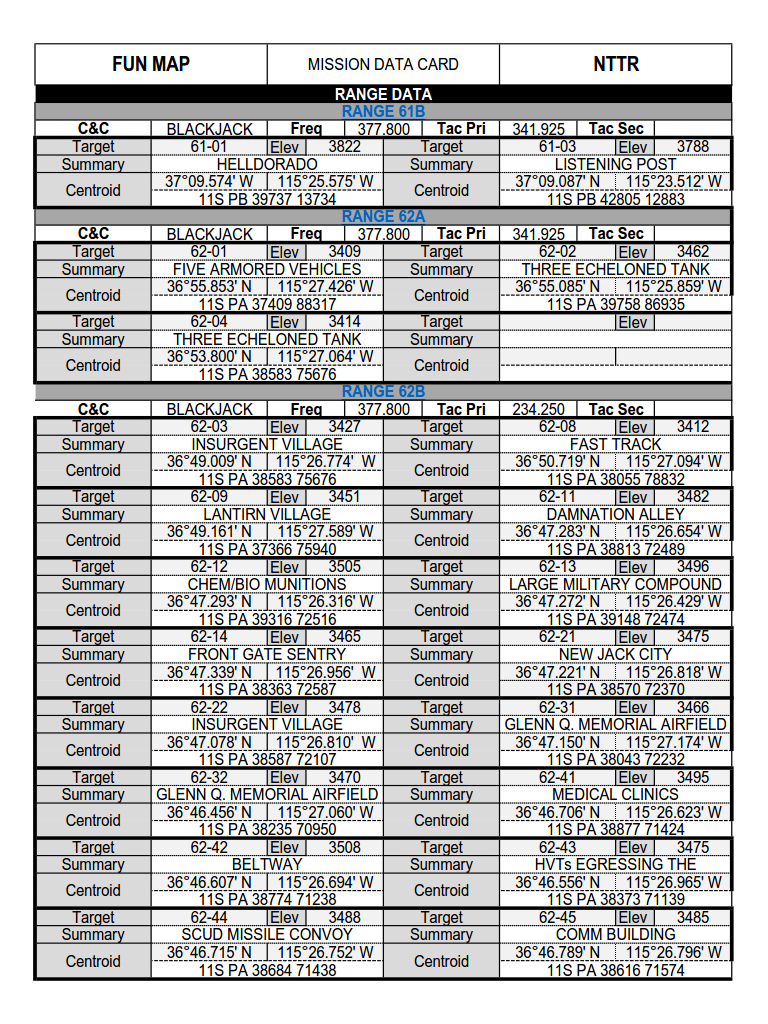 FUN MAP MISSION DATA CARD NTTR
RANGE DATA
RANGE 61B
C&C BLACKJACK Freq 377.800 Tac Pri 341.925 Tac Sec
Target 61-01 Elev 3822 Target 61-03 Elev 3788
Summary HELLDORADO Summary LISTENING POST
Centroid 37°09.574' W 115°25.575' W Centroid 37°09.087' N 115°23.512' W
11S PB 39737 13734 11S PB 42805 12883
RANGE 62A
C&C BLACKJACK Freq 377.800 Tac Pri 341.925 Tac Sec
Target 62-01 Elev 3409 Target 62-02 Elev 3462
Summary FIVE ARMORED VEHICLES Summary THREE ECHELONED TANK
Centroid 36°55.853' N 115°27.426' W Centroid 36°55.085' N 115°25.859' W
11S PA 37409 88317 11S PA 39758 86935
Target 62-04 Elev 3414 Target Elev
Summary THREE ECHELONED TANK Summary
Centroid 36°53.800' N 115°27.064' W Centroid
11S PA 38583 75676
RANGE 62B
C&C BLACKJACK Freq 377.800 Tac Pri 234.250 Tac Sec
Target 62-03 Elev 3427 Target 62-08 Elev 3412
Summary INSURGENT VILLAGE Summary FAST TRACK
Centroid 36°49.009' N 115°26.774' W Centroid 36°50.719' N 115°27.094' W
11S PA 38583 75676 11S PA 38055 78832
Target 62-09 Elev 3451 Target 62-11 Elev 3482
Summary LANTIRN VILLAGE Summary DAMNATION ALLEY
Centroid 36°49.161' N 115°27.589' W Centroid 36°47.283' N 115°26.654' W
11S PA 37366 75940 11S PA 38813 72489
Target 62-12 Elev 3505 Target 62-13 Elev 3496
Summary CHEM/BIO MUNITIONS Summary LARGE MILITARY COMPOUND
Centroid 36°47.293' N 115°26.316' W Centroid 36°47.272' N 115°26.429' W
11S PA 39316 72516 11S PA 39148 72474
Target 62-14 Elev 3465 Target 62-21 Elev 3475
Summary FRONT GATE SENTRY Summary NEW JACK CITY
Centroid 36°47.339' N 115°26.956' W Centroid 36°47.221' N 115°26.818' W
11S PA 38363 72587 11S PA 38570 72370
Target 62-22 Elev 3478 Target 62-31 Elev 3466
Summary INSURGENT VILLAGE Summary GLENN Q. MEMORIAL AIRFIELD
Centroid 36°47.078' N 115°26.810' W Centroid 36°47.150' N 115°27.174' W
11S PA 38587 72107 11S PA 38043 72232
Target 62-32 Elev 3470 Target 62-41 Elev 3495
Summary GLENN Q. MEMORIAL AIRFIELD Summary MEDICAL CLINICS
Centroid 36°46.456' N 115°27.060' W Centroid 36°46.706' N 115°26.623' W
11S PA 38235 70950 11S PA 38877 71424
Target 62-42 Elev 3508 Target 62-43 Elev 3475
Summary BELTWAY Summary HVTs EGRESSING THE
Centroid 36°46.607' N 115°26.694' W Centroid 36°46.556' N 115°26.965' W
11S PA 38774 71238 11S PA 38373 71139
Target 62-44 Elev 3488 Target 62-45 Elev 3485
Summary SCUD MISSILE CONVOY Summary COMM BUILDING
Centroid 36°46.715' N 115°26.752' W Centroid 36°46.789' N 115°26.796' W
11S PA 38684 71438 11S PA 38616 71574